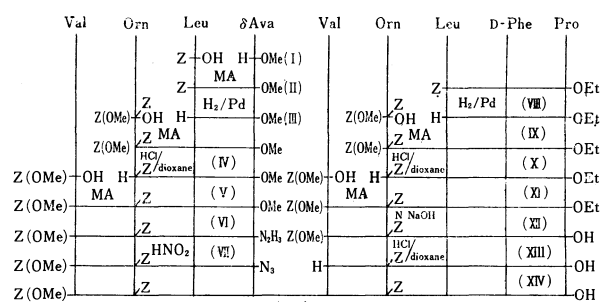 Val Orn Leu δAva Val Orn Leu D-Phe Pro
Z OH H OMe (I)
MA
Z OMe (II) Z OEt
Z H₂/Pd Z H₂/Pd (VIII)
Z(OMe) OH H OMe (III) Z(OMe) OH H OEt
MA Z MA Z (IX)
Z(OMe) OMe Z(OMe) OEt
HCl/dioxane Z (IV) HCl/dioxane Z (X)
Z(OMe) OH H OMe Z(OMe) OH H OEt
MA Z (V) MA Z (XI)
Z(OMe) OMe Z(OMe) OEt
Z (VI) N NaOH Z (XII)
Z(OMe) N₂H₃ Z(OMe) OH
Z HNO₂ (VII) HCl/dioxane Z (XIII)
Z(OMe) N₃ H OH
Z Z (XIV)
Z(OMe) OH